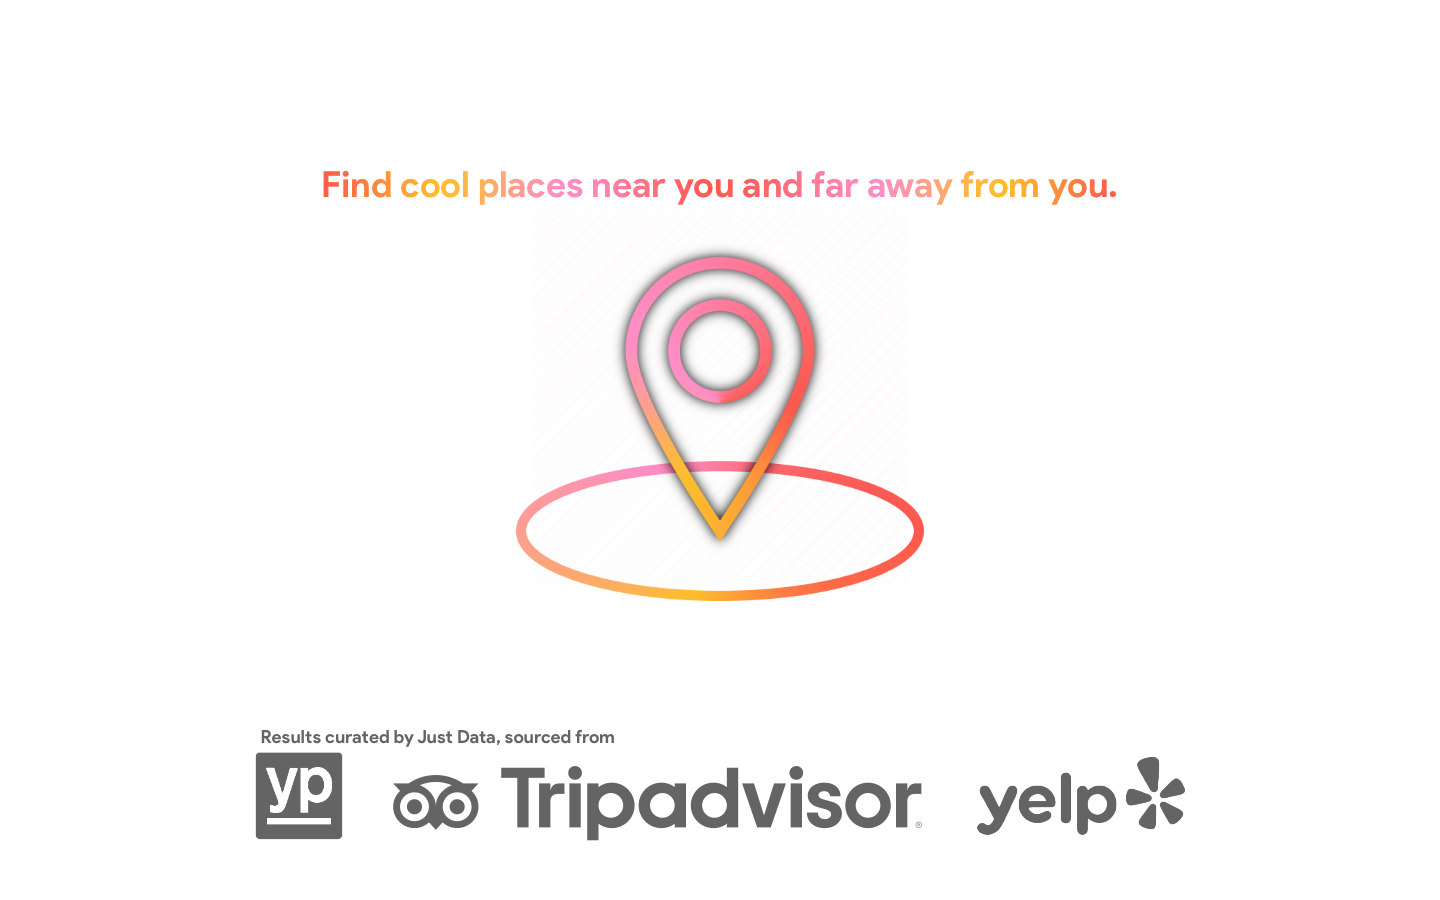 Find cool places near you and far away from you.
Results curated by Just Data, sourced from
yp Tripadvisor® yelp